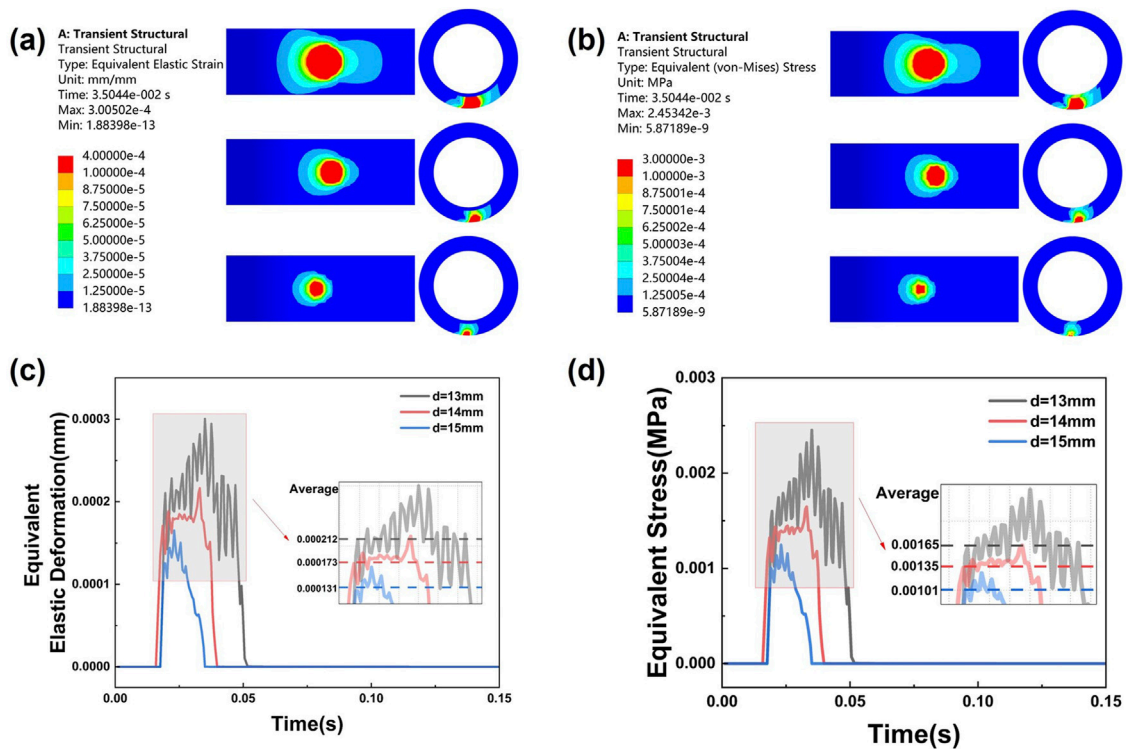 (a)
A: Transient Structural
Transient Structural
Type: Equivalent Elastic Strain
Unit: mm/mm
Time: 3.5044e-002 s
Max: 3.00502e-4
Min: 1.88398e-13
4.00000e-4
1.00000e-4
8.75000e-5
7.50000e-5
6.25000e-5
5.00000e-5
3.75000e-5
2.50000e-5
1.25000e-5
1.88398e-13
(b)
A: Transient Structural
Transient Structural
Type: Equivalent (von-Mises) Stress
Unit: MPa
Time: 3.5044e-002 s
Max: 2.45342e-3
Min: 5.87189e-9
3.00000e-3
1.00000e-3
8.75001e-4
7.50001e-4
6.25002e-4
5.00003e-4
3.75004e-4
2.50004e-4
1.25005e-4
5.87189e-9
(c)
Equivalent
Elastic Deformation(mm)
0.0003
0.0002
0.0001
0.0000
d=13mm
d=14mm
d=15mm
Average
0.000212
0.000173
0.000131
0.00
0.05
0.10
0.15
Time(s)
(d)
Equivalent Stress(MPa)
0.003
0.002
0.001
0.000
d=13mm
d=14mm
d=15mm
Average
0.00165
0.00135
0.00101
0.00
0.05
0.10
0.15
Time(s)